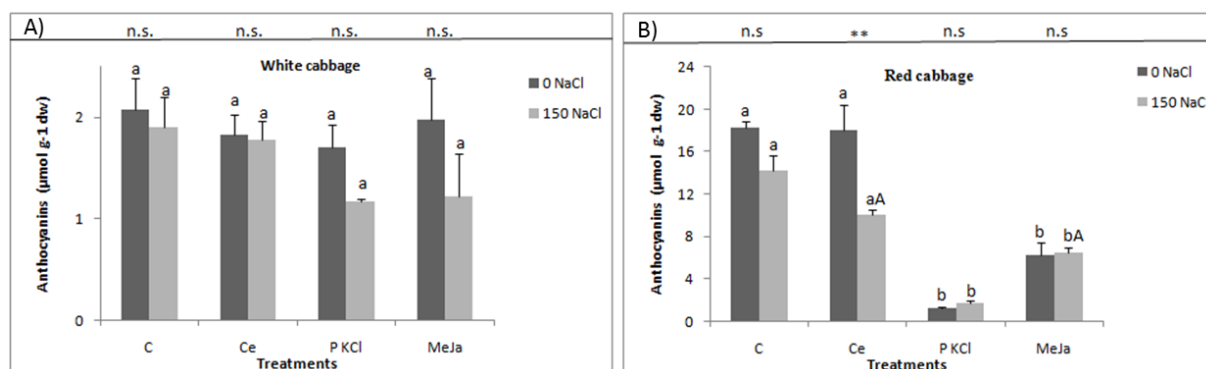 A) n.s. n.s. n.s. n.s.
White cabbage
0 NaCl
150 NaCl
Anthocyanins (µmol g-1 dw)
2
1
0
a a a a a a a a
C Ce P KCl MeJa
Treatments
B) n.s ** n.s n.s
Red cabbage
0 NaCl
150 NaCl
Anthocyanins (µmol g-1 dw)
24
20
16
12
8
4
0
a a a aA b b b bA
C Ce P KCl MeJa
Treatments